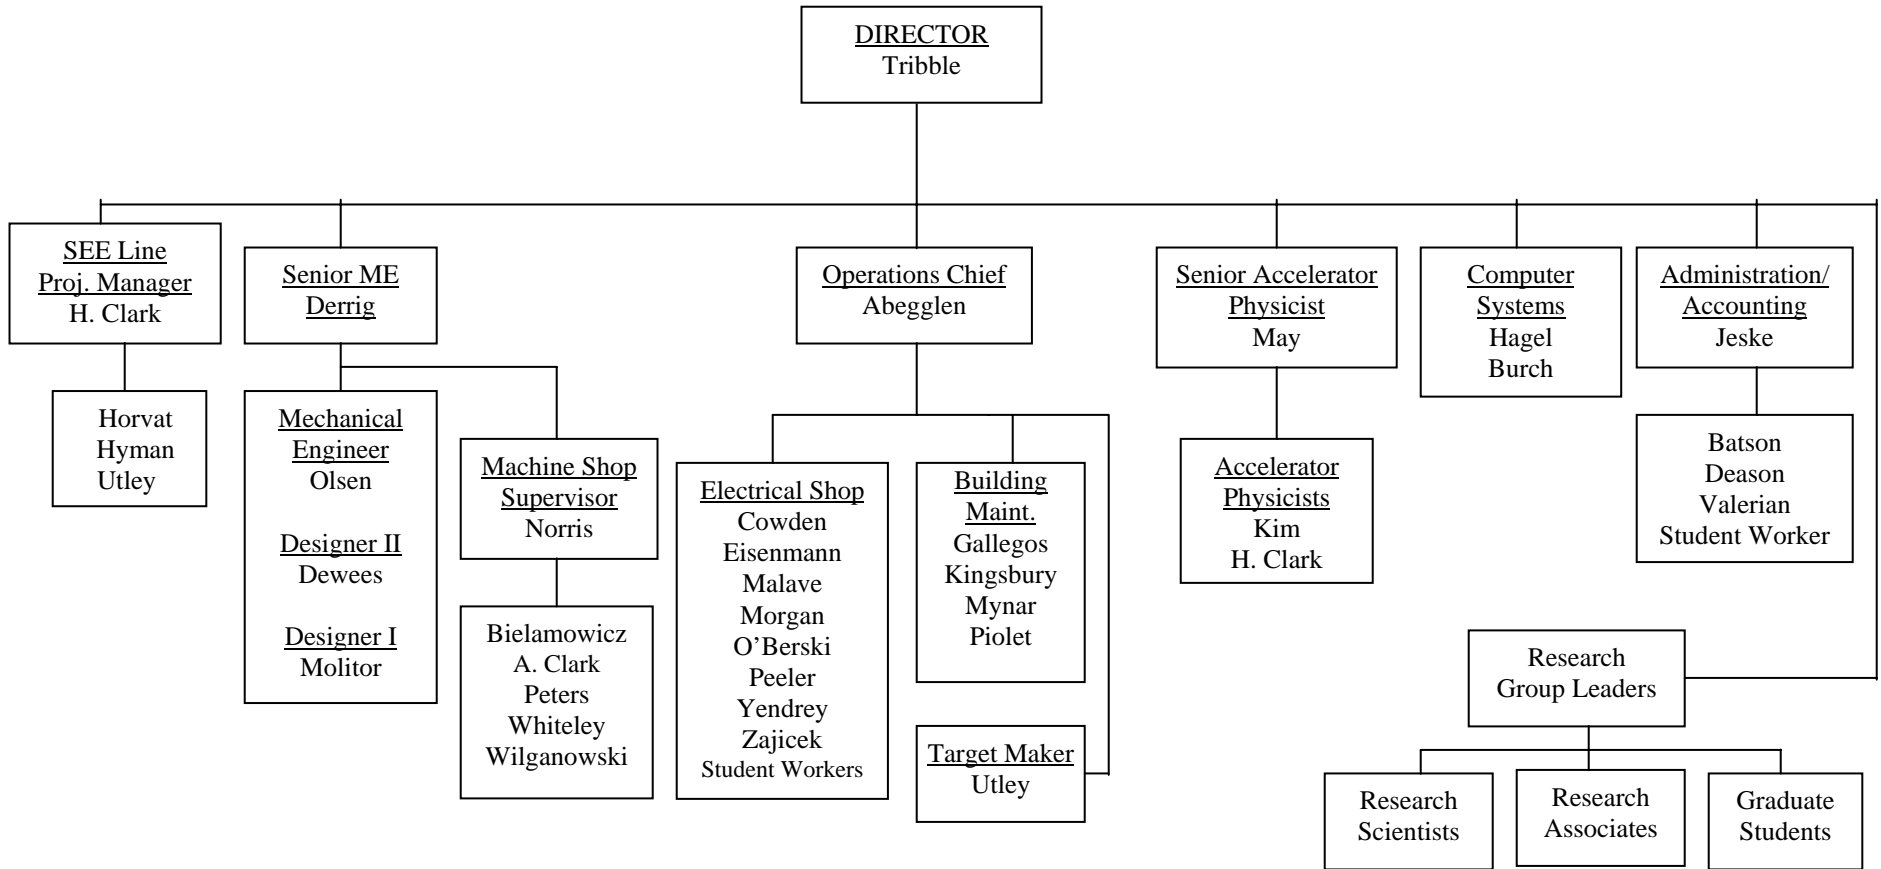 DIRECTOR
Tribble
SEE Line
Proj. Manager
H. Clark
Senior ME
Derrig
Operations Chief
Abegglen
Senior Accelerator
Physicist
May
Computer
Systems
Hagel
Burch
Administration/
Accounting
Jeske
Horvat
Hyman
Utley
Mechanical
Engineer
Olsen
Designer II
Dewees
Designer I
Molitor
Machine Shop
Supervisor
Norris
Bielamowicz
A. Clark
Peters
Whiteley
Wilganowski
Electrical Shop
Cowden
Eisenmann
Malave
Morgan
O’Berski
Peeler
Yendrey
Zajicek
Student Workers
Building
Maint.
Gallegos
Kingsbury
Mynar
Piolet
Target Maker
Utley
Accelerator
Physicists
Kim
H. Clark
Batson
Deason
Valerian
Student Worker
Research
Group Leaders
Research
Scientists
Research
Associates
Graduate
Students